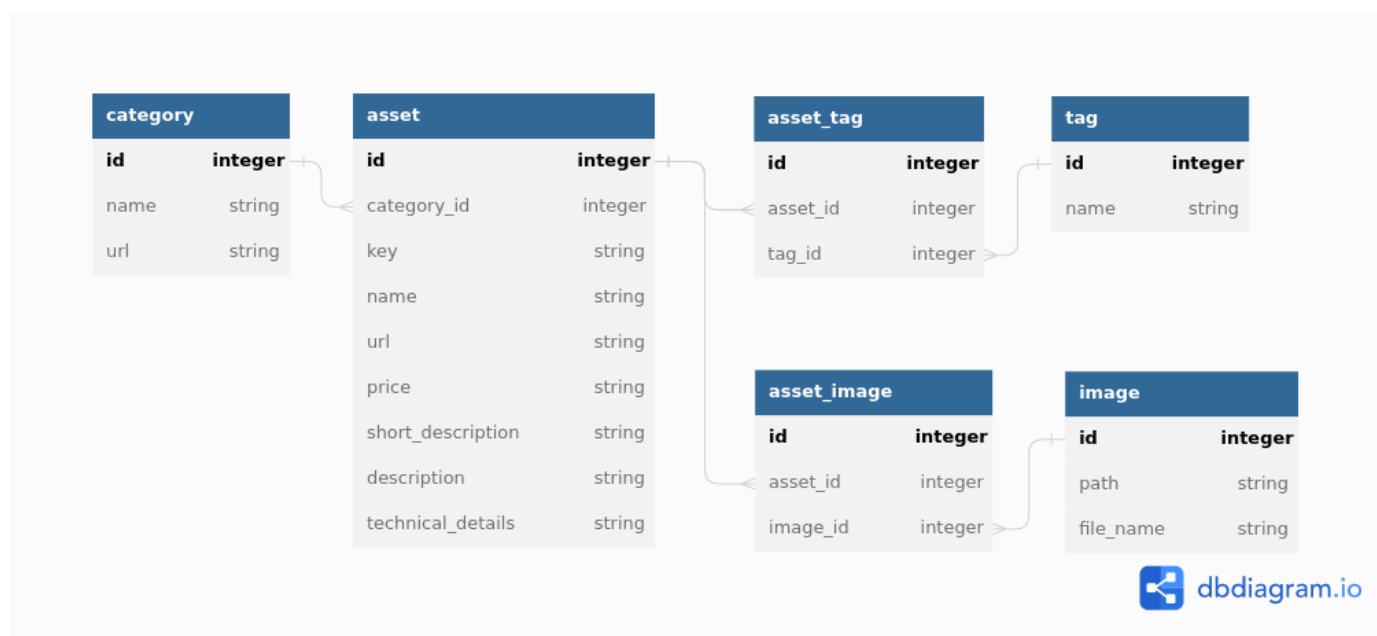 category
id integer
name string
url string
asset
id integer
category_id integer
key string
name string
url string
price string
short_description string
description string
technical_details string
asset_tag
id integer
asset_id integer
tag_id integer
tag
id integer
name string
asset_image
id integer
asset_id integer
image_id integer
image
id integer
path string
file_name string
dbdiagram.io